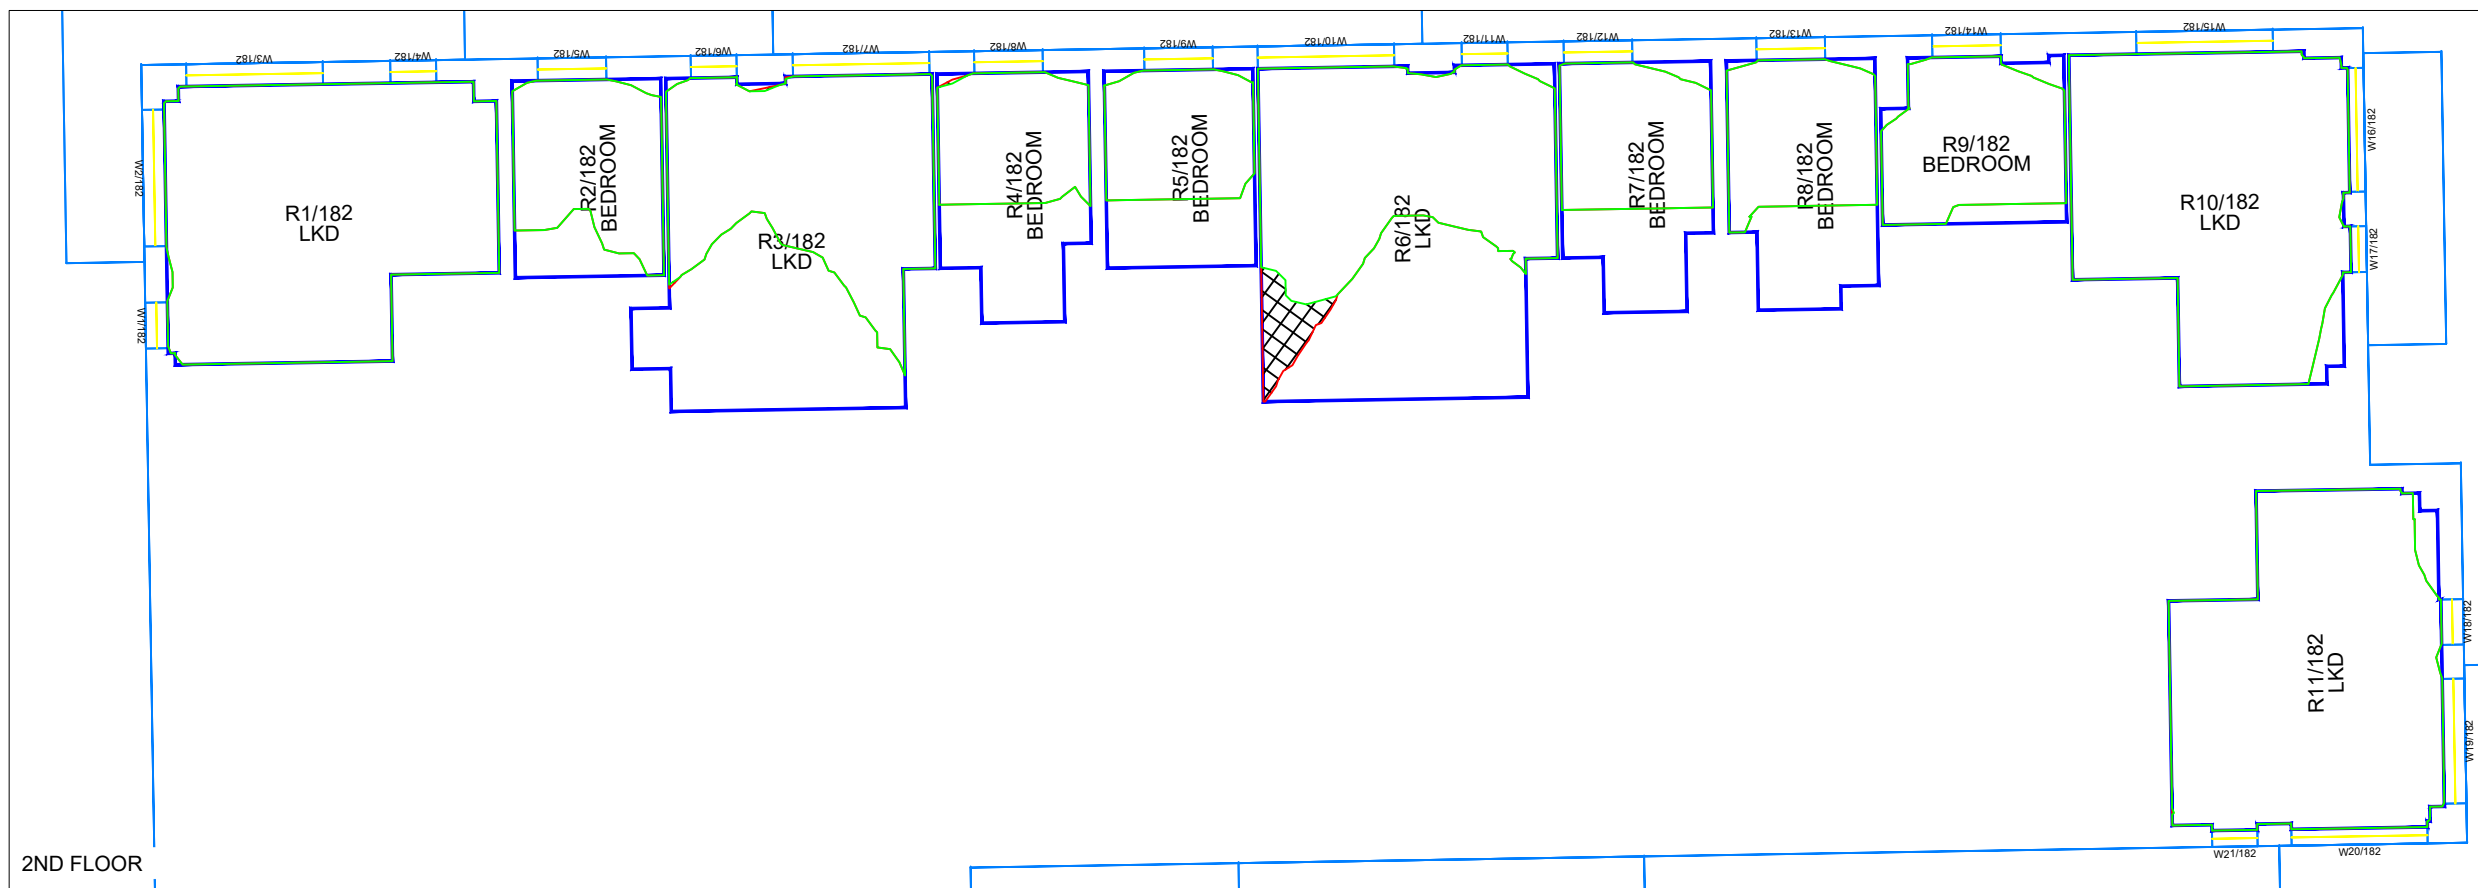 W3/182
W4/182
W5/182
W6/182
W7/182
W8/182
W9/182
W10/182
W11/182
W12/182
W13/182
W14/182
W15/182
W2/182
W1/182
R1/182
LKD
R2/182
BEDROOM
R3/182
LKD
R4/182
BEDROOM
R5/182
BEDROOM
R6/182
LKD
R7/182
BEDROOM
R8/182
BEDROOM
R9/182
BEDROOM
R10/182
LKD
W16/182
W17/182
R11/182
LKD
W18/182
W19/182
W21/182
W20/182
2ND FLOOR